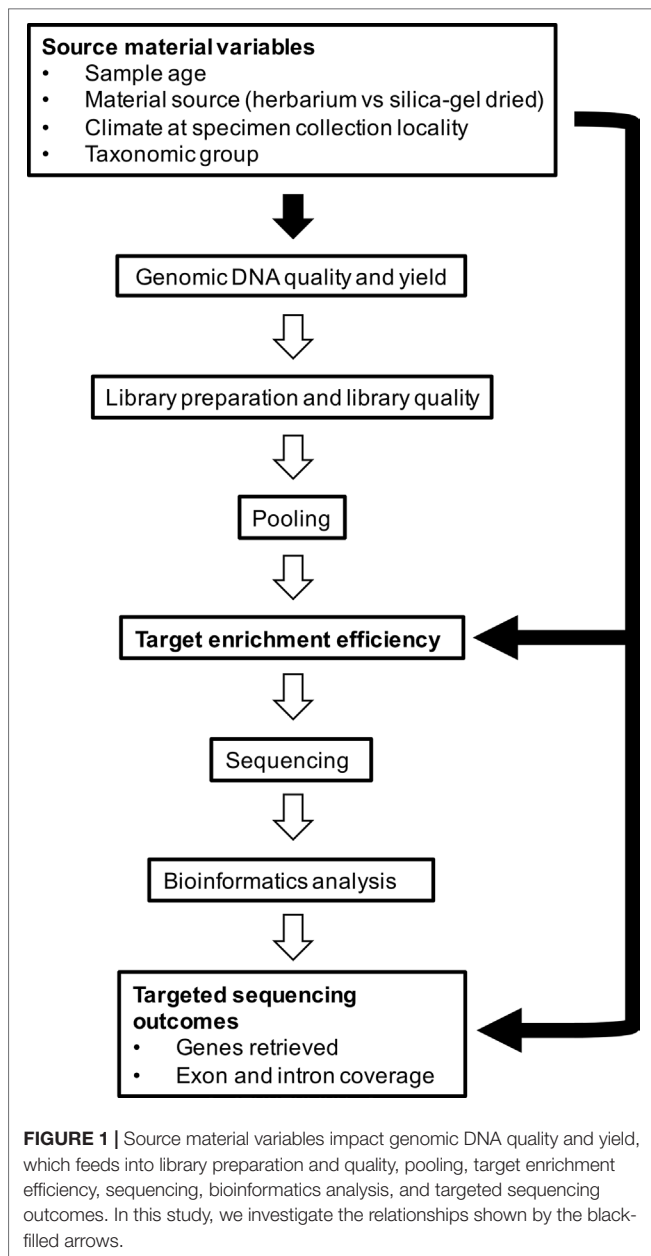 Source material variables
• Sample age
• Material source (herbarium vs silica-gel dried)
• Climate at specimen collection locality
• Taxonomic group
Genomic DNA quality and yield
Library preparation and library quality
Pooling
Target enrichment efficiency
Sequencing
Bioinformatics analysis
Targeted sequencing
outcomes
• Genes retrieved
• Exon and intron coverage
FIGURE 1 | Source material variables impact genomic DNA quality and yield,
which feeds into library preparation and quality, pooling, target enrichment
efficiency, sequencing, bioinformatics analysis, and targeted sequencing
outcomes. In this study, we investigate the relationships shown by the black-
filled arrows.